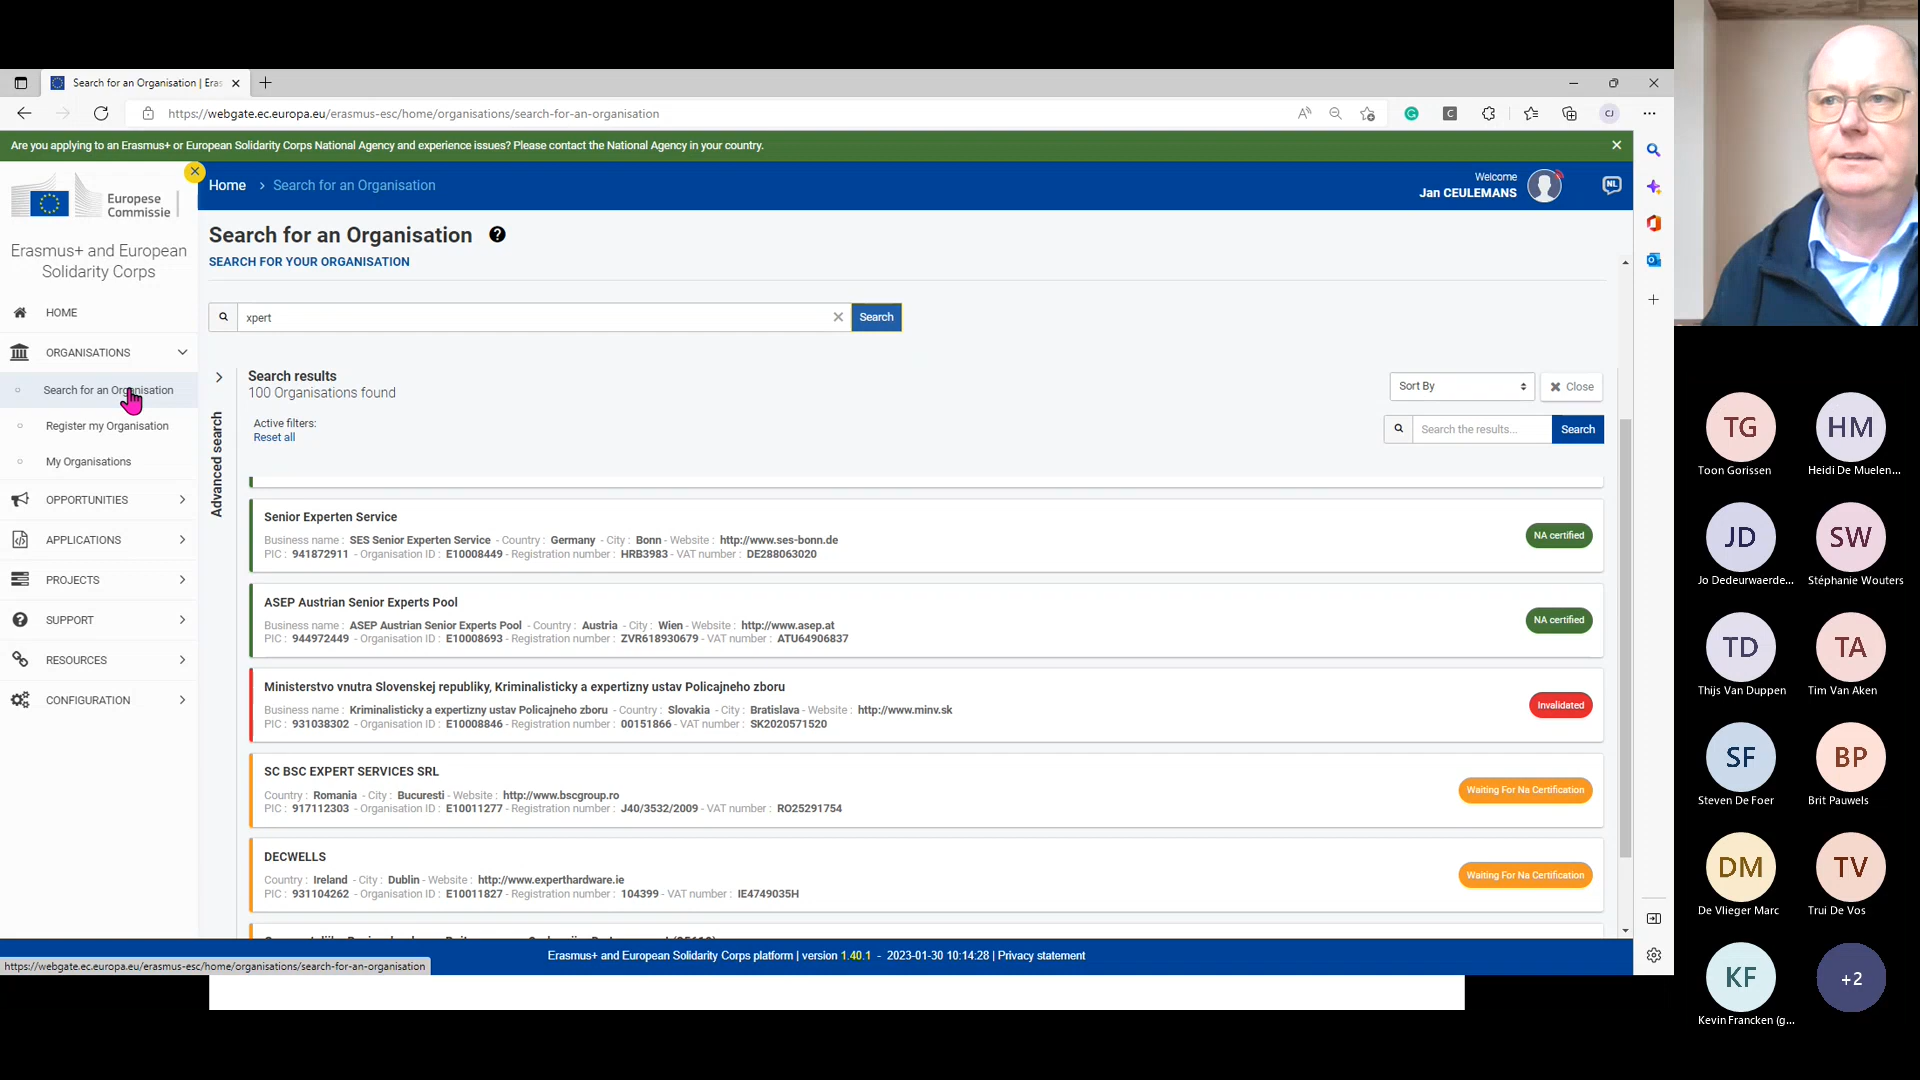 Search for an Organisation | Eras
https://webgate.ec.europa.eu/erasmus-esc/home/organisations/search-for-an-organisation
CJ
Are you applying to an Erasmus+ or European Solidarity Corps National Agency and experience issues? Please contact the National Agency in your country.
Europese
Commissie
Erasmus+ and European
Solidarity Corps
HOME
ORGANISATIONS
Search for an Organisation
Register my Organisation
My Organisations
OPPORTUNITIES
APPLICATIONS
PROJECTS
SUPPORT
RESOURCES
CONFIGURATION
Home > Search for an Organisation
Welcome
Jan CEULEMANS
NL
Search for an Organisation
SEARCH FOR YOUR ORGANISATION
xpert
Search
Advanced search
Search results
100 Organisations found
Sort By
Close
Active filters:
Reset all
Search the results...
Search
Senior Experten Service
Business name : SES Senior Experten Service - Country : Germany - City : Bonn - Website : http://www.ses-bonn.de
PIC : 941872911 - Organisation ID : E10008449 - Registration number : HRB3983 - VAT number : DE288063020
NA certified
ASEP Austrian Senior Experts Pool
Business name : ASEP Austrian Senior Experts Pool - Country : Austria - City : Wien - Website : http://www.asep.at
PIC : 944972449 - Organisation ID : E10008693 - Registration number : ZVR618930679 - VAT number : ATU64906837
NA certified
Ministerstvo vnutra Slovenskej republiky, Kriminalisticky a expertizny ustav Policajneho zboru
Business name : Kriminalisticky a expertizny ustav Policajneho zboru - Country : Slovakia - City : Bratislava - Website : http://www.minv.sk
PIC : 931038302 - Organisation ID : E10008846 - Registration number : 00151866 - VAT number : SK2020571520
Invalidated
SC BSC EXPERT SERVICES SRL
Country : Romania - City : Bucuresti - Website : http://www.bscgroup.ro
PIC : 917112303 - Organisation ID : E10011277 - Registration number : J40/3532/2009 - VAT number : RO25291754
Waiting For Na Certification
DECWELLS
Country : Ireland - City : Dublin - Website : http://www.experthardware.ie
PIC : 931104262 - Organisation ID : E10011827 - Registration number : 104399 - VAT number : IE4749035H
Waiting For Na Certification
Erasmus+ and European Solidarity Corps platform | version 1.40.1 - 2023-01-30 10:14:28 | Privacy statement
https://webgate.ec.europa.eu/erasmus-esc/home/organisations/search-for-an-organisation
TG
Toon Gorissen
HM
Heidi De Muelen...
JD
Jo Dedeurwaerde...
SW
Stéphanie Wouters
TD
Thijs Van Duppen
TA
Tim Van Aken
SF
Steven De Foer
BP
Brit Pauwels
DM
De Vlieger Marc
TV
Trui De Vos
KF
Kevin Francken (g...
+2